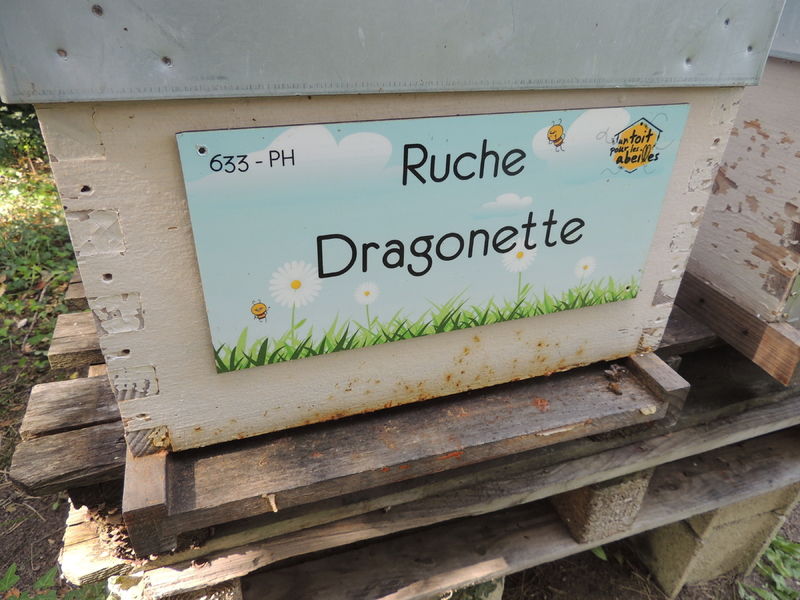 633 - PH
Ruche
Dragonette
Un toit
pour les
abeilles